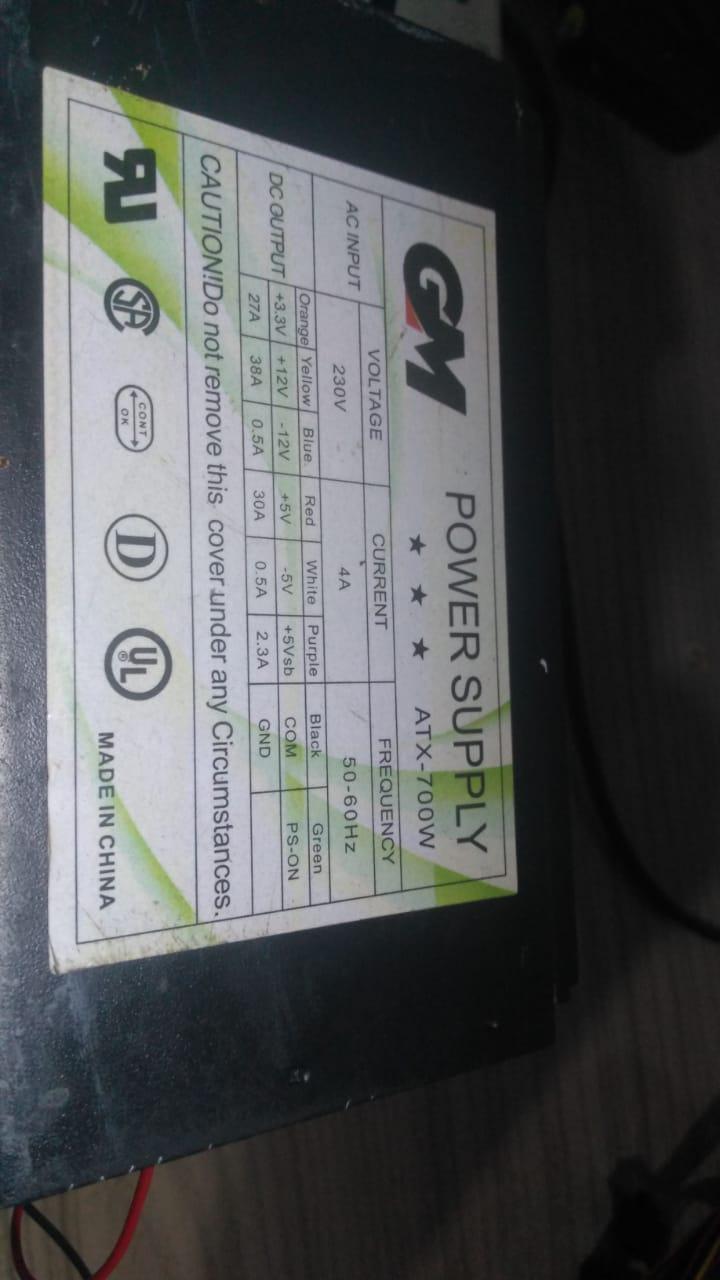 GM POWER SUPPLY
★ ★ ★ ATX-700W
VOLTAGE CURRENT FREQUENCY
AC INPUT 230V 4A 50-60Hz
Orange Yellow Blue Red White Purple Black Green
DC OUTPUT +3.3V +12V -12V +5V -5V +5Vsb COM PS-ON
27A 38A 0.5A 30A 0.5A 2.3A GND
CAUTION!Do not remove this cover under any Circumstances.
RU SA CONT OK D UL® MADE IN CHINA